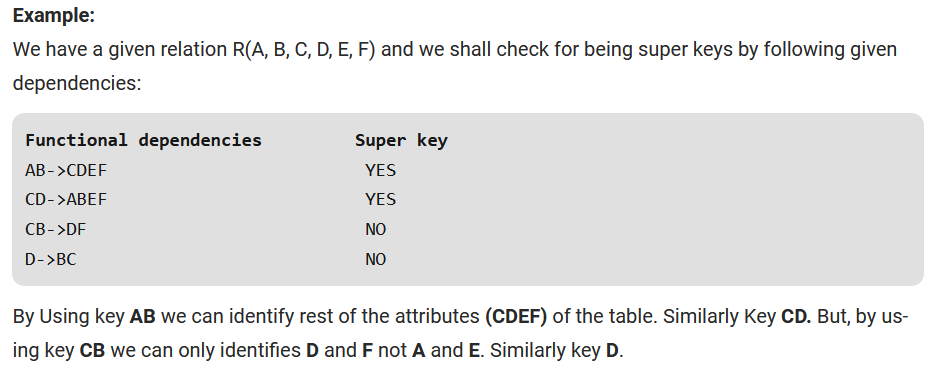 Example:
We have a given relation R(A, B, C, D, E, F) and we shall check for being super keys by following given
dependencies:
Functional dependencies Super key
AB->CDEF YES
CD->ABEF YES
CB->DF NO
D->BC NO
By Using key AB we can identify rest of the attributes (CDEF) of the table. Similarly Key CD. But, by us-
ing key CB we can only identifies D and F not A and E. Similarly key D.